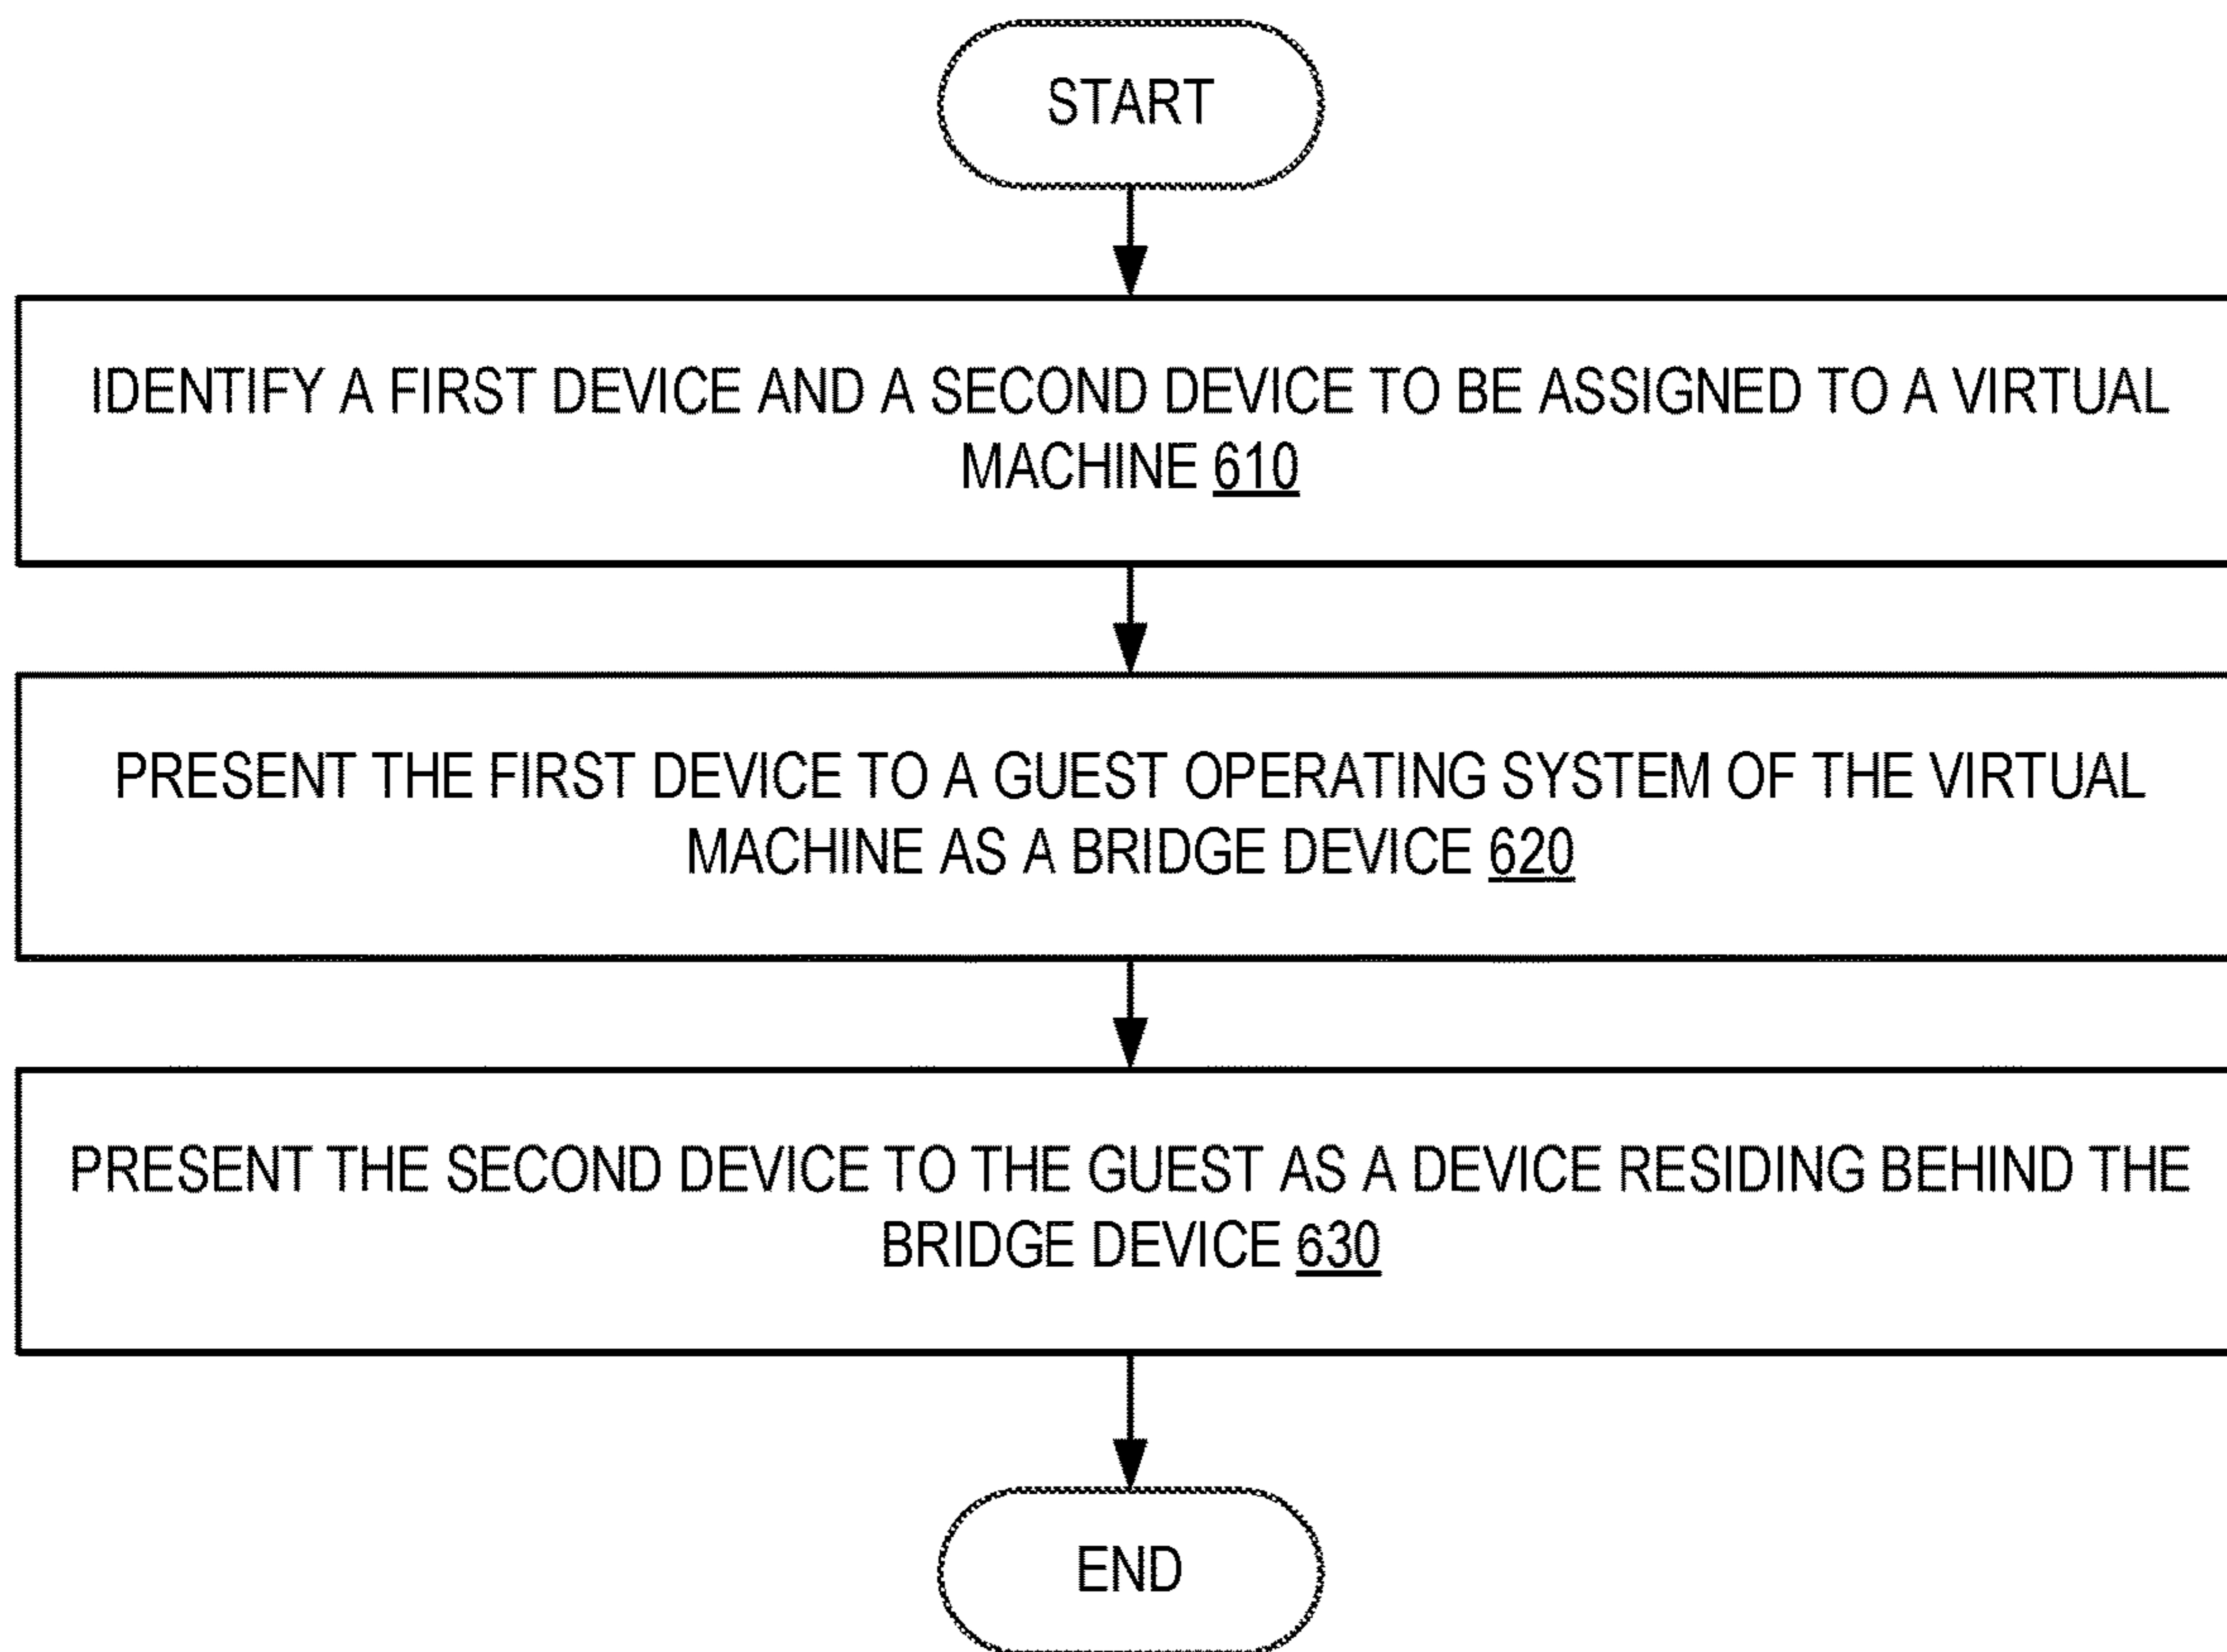 START
IDENTIFY A FIRST DEVICE AND A SECOND DEVICE TO BE ASSIGNED TO A VIRTUAL
MACHINE 610
PRESENT THE FIRST DEVICE TO A GUEST OPERATING SYSTEM OF THE VIRTUAL
MACHINE AS A BRIDGE DEVICE 620
PRESENT THE SECOND DEVICE TO THE GUEST AS A DEVICE RESIDING BEHIND THE
BRIDGE DEVICE 630
END